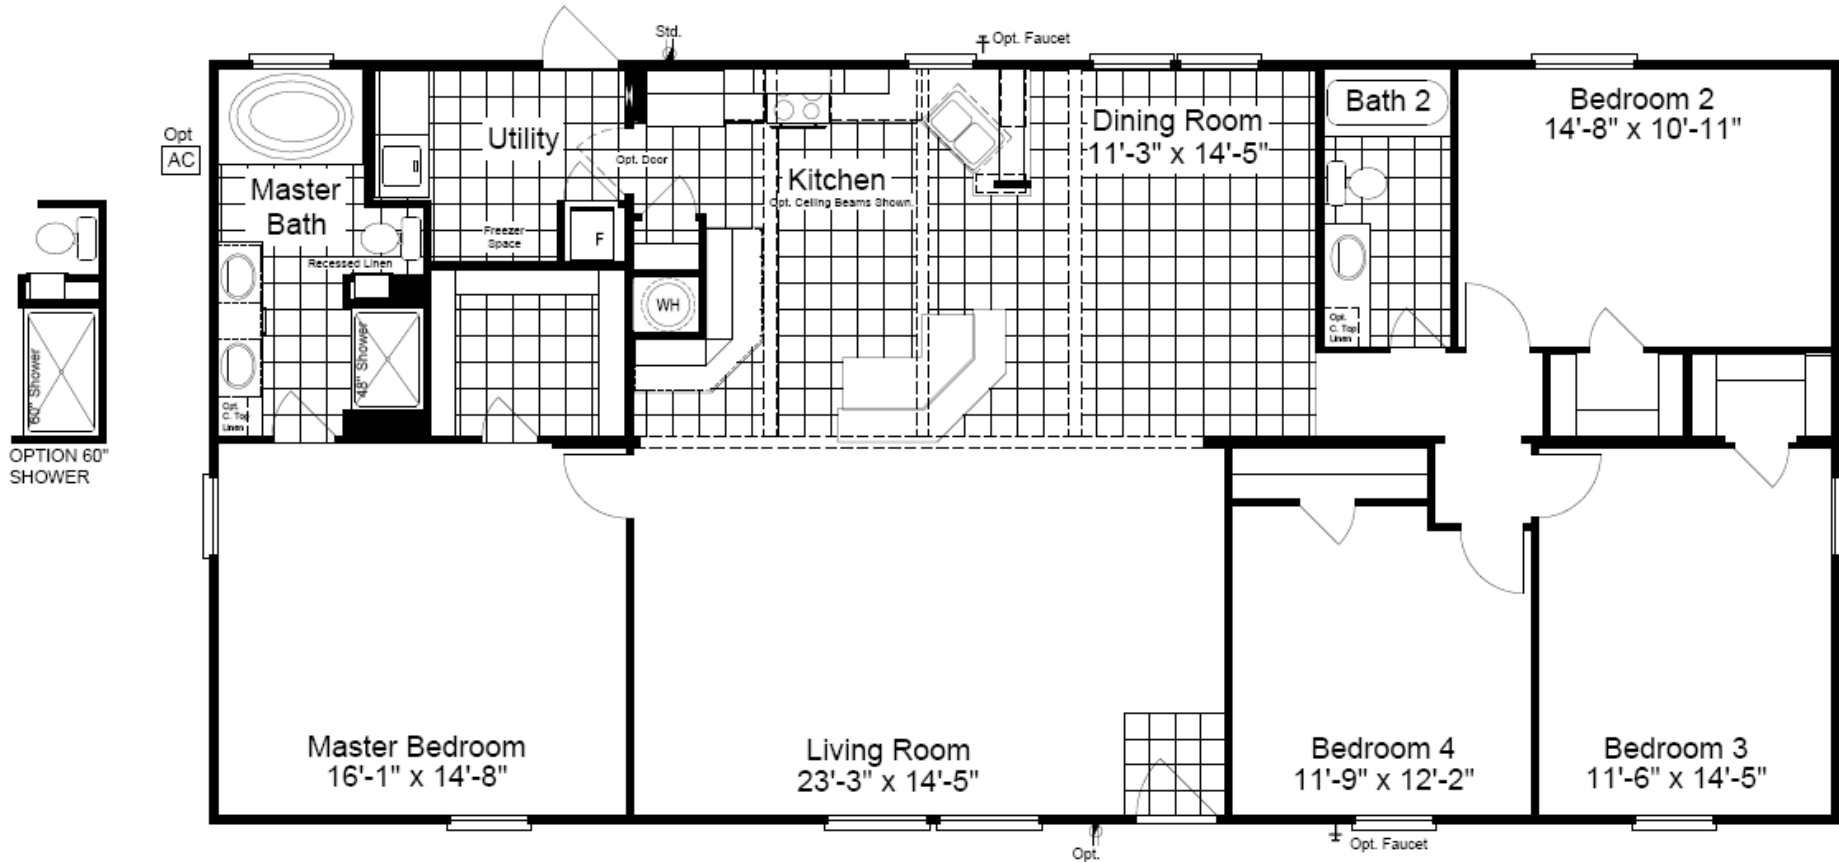 Std.
Opt. Faucet
Opt
AC
Utility
Opt. Door
Master
Bath
Recessed Linen
Freezer
Space
F
WH
48" Shower
Opt.
C. Top
Linen
60" Shower
OPTION 60"
SHOWER
Kitchen
Opt. Ceiling Beams Shown.
Dining Room
11'-3" x 14'-5"
Bath 2
Opt.
C. Top
Linen
Bedroom 2
14'-8" x 10'-11"
Master Bedroom
16'-1" x 14'-8"
Living Room
23'-3" x 14'-5"
Bedroom 4
11'-9" x 12'-2"
Bedroom 3
11'-6" x 14'-5"
Opt.
Opt. Faucet